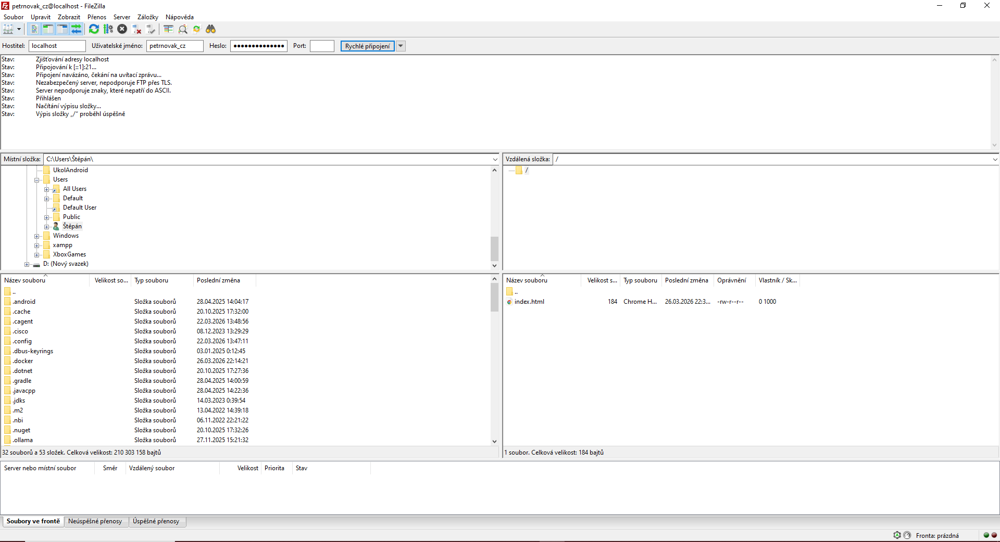 petrnovak_cz@localhost - FileZilla
Soubor Upravit Zobrazit Přenos Server Záložky Nápověda
Hostitel: localhost Uživatelské jméno: petrnovak_cz Heslo: ●●●●●●●●●●●●●● Port: Rychlé připojení
Stav: Zjišťování adresy localhost
Stav: Připojování k [::1]:21...
Stav: Připojení navázáno, čekání na uvítací zprávu...
Stav: Nezabezpečený server, nepodporuje FTP přes TLS.
Stav: Server nepodporuje znaky, které nepatří do ASCII.
Stav: Přihlášen
Stav: Načítání výpisu složky...
Stav: Výpis složky „/“ proběhl úspěšně
Místní složka: C:\Users\Štěpán\
UkolAndroid
Users
All Users
Default
Default User
Public
Štěpán
Windows
xampp
XboxGames
D: (Nový svazek)
Vzdálená složka: /
/
Název souboru Velikost so... Typ souboru Poslední změna
..
.android Složka souborů 28.04.2025 14:04:17
.cache Složka souborů 20.10.2025 17:32:00
.cagent Složka souborů 22.03.2026 13:48:56
.cisco Složka souborů 08.12.2023 13:29:29
.config Složka souborů 22.03.2026 13:47:11
.dbus-keyrings Složka souborů 03.01.2025 0:12:45
.docker Složka souborů 26.03.2026 22:14:21
.dotnet Složka souborů 20.10.2025 17:27:36
.gradle Složka souborů 28.04.2025 14:00:59
.javacpp Složka souborů 28.04.2025 14:22:36
.jdks Složka souborů 14.03.2023 0:39:54
.m2 Složka souborů 13.04.2022 14:39:18
.nbi Složka souborů 06.11.2022 22:21:22
.nuget Složka souborů 20.10.2025 17:32:26
.ollama Složka souborů 27.11.2025 15:21:32
32 souborů a 53 složek. Celková velikost: 210 303 158 bajtů
Název souboru Velikost s... Typ souboru Poslední změna Oprávnění Vlastník / Sk...
..
index.html 184 Chrome H... 26.03.2026 22:3... -rw-r--r-- 0 1000
1 soubor. Celková velikost: 184 bajtů
Server nebo místní soubor Směr Vzdálený soubor Velikost Priorita Stav
Soubory ve frontě Neúspěšné přenosy Úspěšné přenosy
Fronta: prázdná